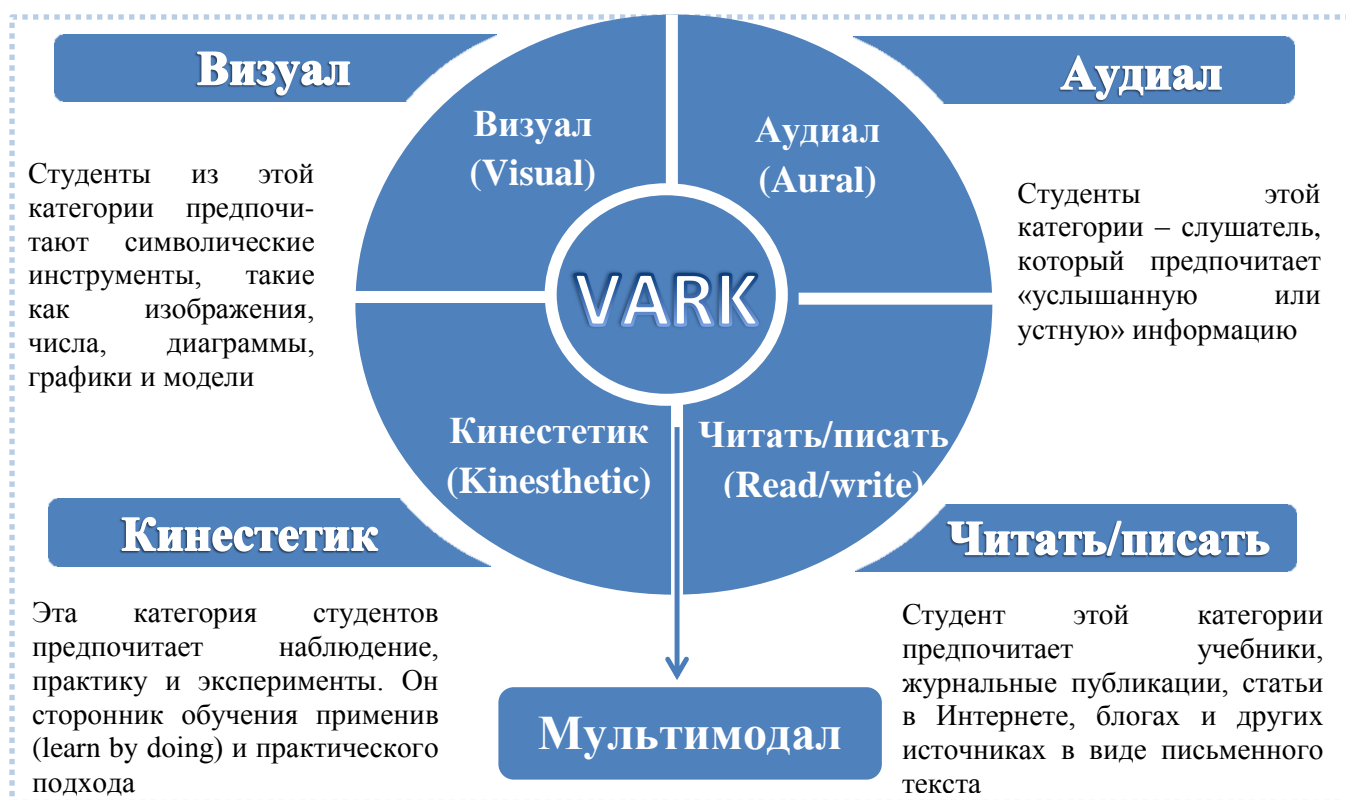 Визуал
Аудиал
Визуал
(Visual)
Аудиал
(Aural)
Студенты из этой
категории предпочи-
тают символические
инструменты, такие
как изображения,
числа, диаграммы,
графики и модели
Студенты этой
категории – слушатель,
который предпочитает
«услышанную или
устную» информацию
VARK
Кинестетик
(Kinesthetic)
Читать/писать
(Read/write)
Кинестетик
Читать/писать
Эта категория студентов
предпочитает наблюдение,
практику и эксперименты. Он
сторонник обучения применив
(learn by doing) и практического
подхода
Студент этой категории
предпочитает учебники,
журнальные публикации, статьи
в Интернете, блогах и других
источниках в виде письменного
текста
Мультимодал